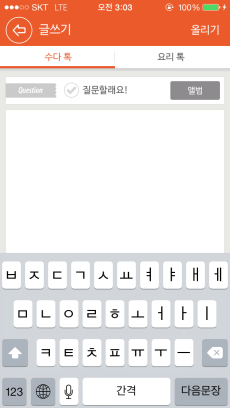 SKT LTE 오전 3:03 100%
글쓰기 올리기
수다 톡 요리 톡
Question 질문할래요! 앨범
ㅂ ㅈ ㄷ ㄱ ㅅ ㅛ ㅕ ㅑ ㅐ ㅔ
ㅁ ㄴ ㅇ ㄹ ㅎ ㅗ ㅓ ㅏ ㅣ
ㅋ ㅌ ㅊ ㅍ ㅠ ㅜ ㅡ
123 간격 다음문장